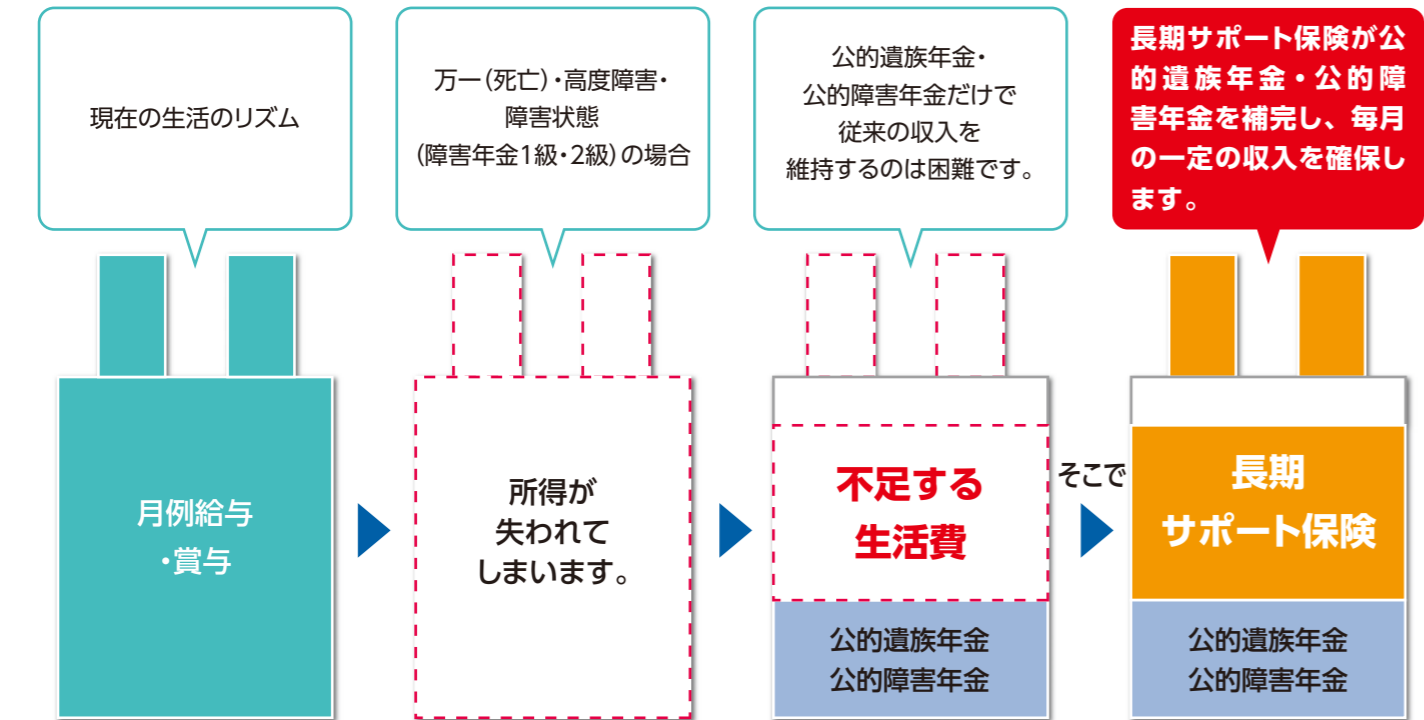 現在の生活のリズム
万一(死亡)・高度障害・
障害状態
(障害年金1級・2級)の場合
公的遺族年金・
公的障害年金だけで
従来の収入を
維持するのは困難です。
長期サポート保険が公
的遺族年金・公的障
害年金を補完し、毎月
の一定の収入を確保し
ます。
月例給与
・賞与
所得が
失われて
しまいます。
不足する
生活費
公的遺族年金
公的障害年金
そこで
長期
サポート保険
公的遺族年金
公的障害年金